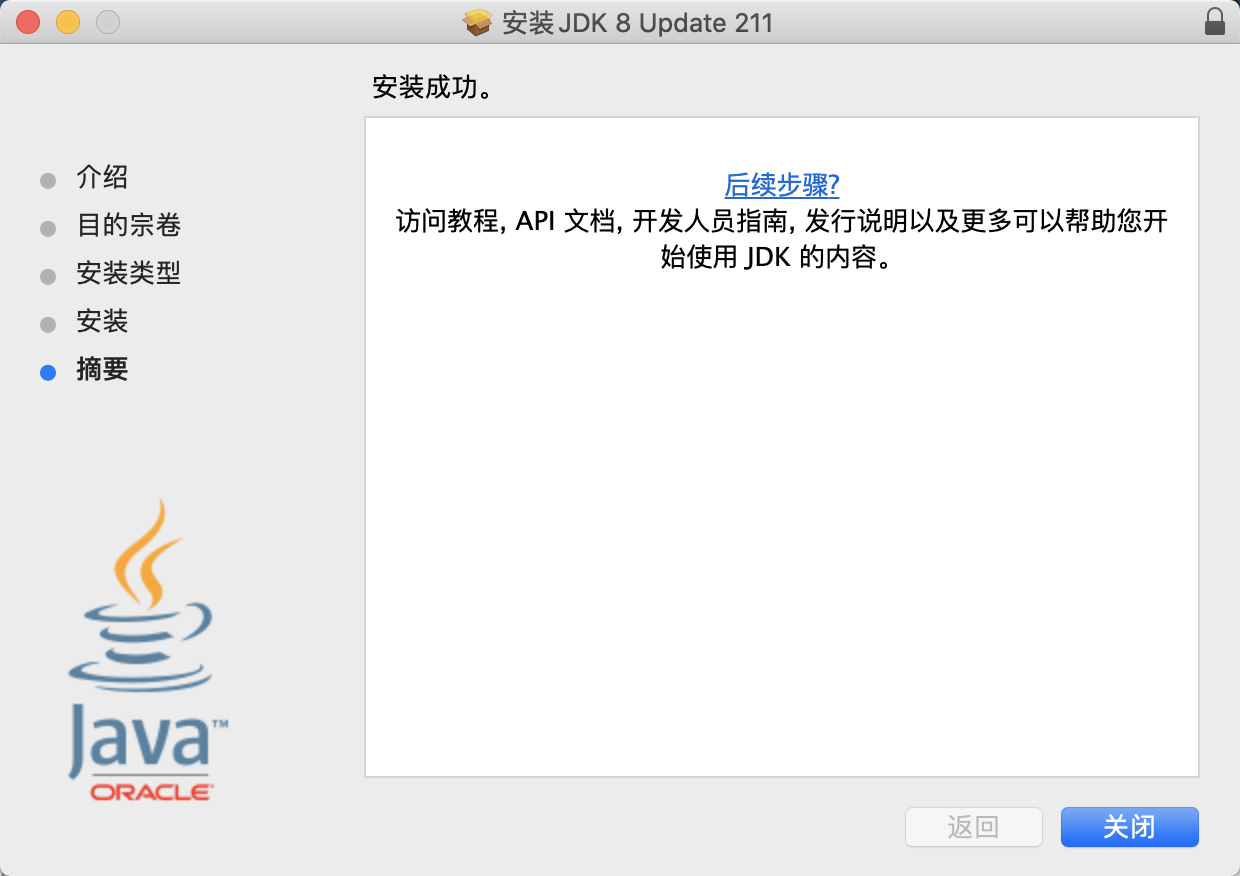 安装 JDK 8 Update 211
安装成功。
介绍
目的宗卷
安装类型
安装
摘要
后续步骤?
访问教程, API 文档, 开发人员指南, 发行说明以及更多可以帮助您开
始使用 JDK 的内容。
Java™
ORACLE
返回
关闭